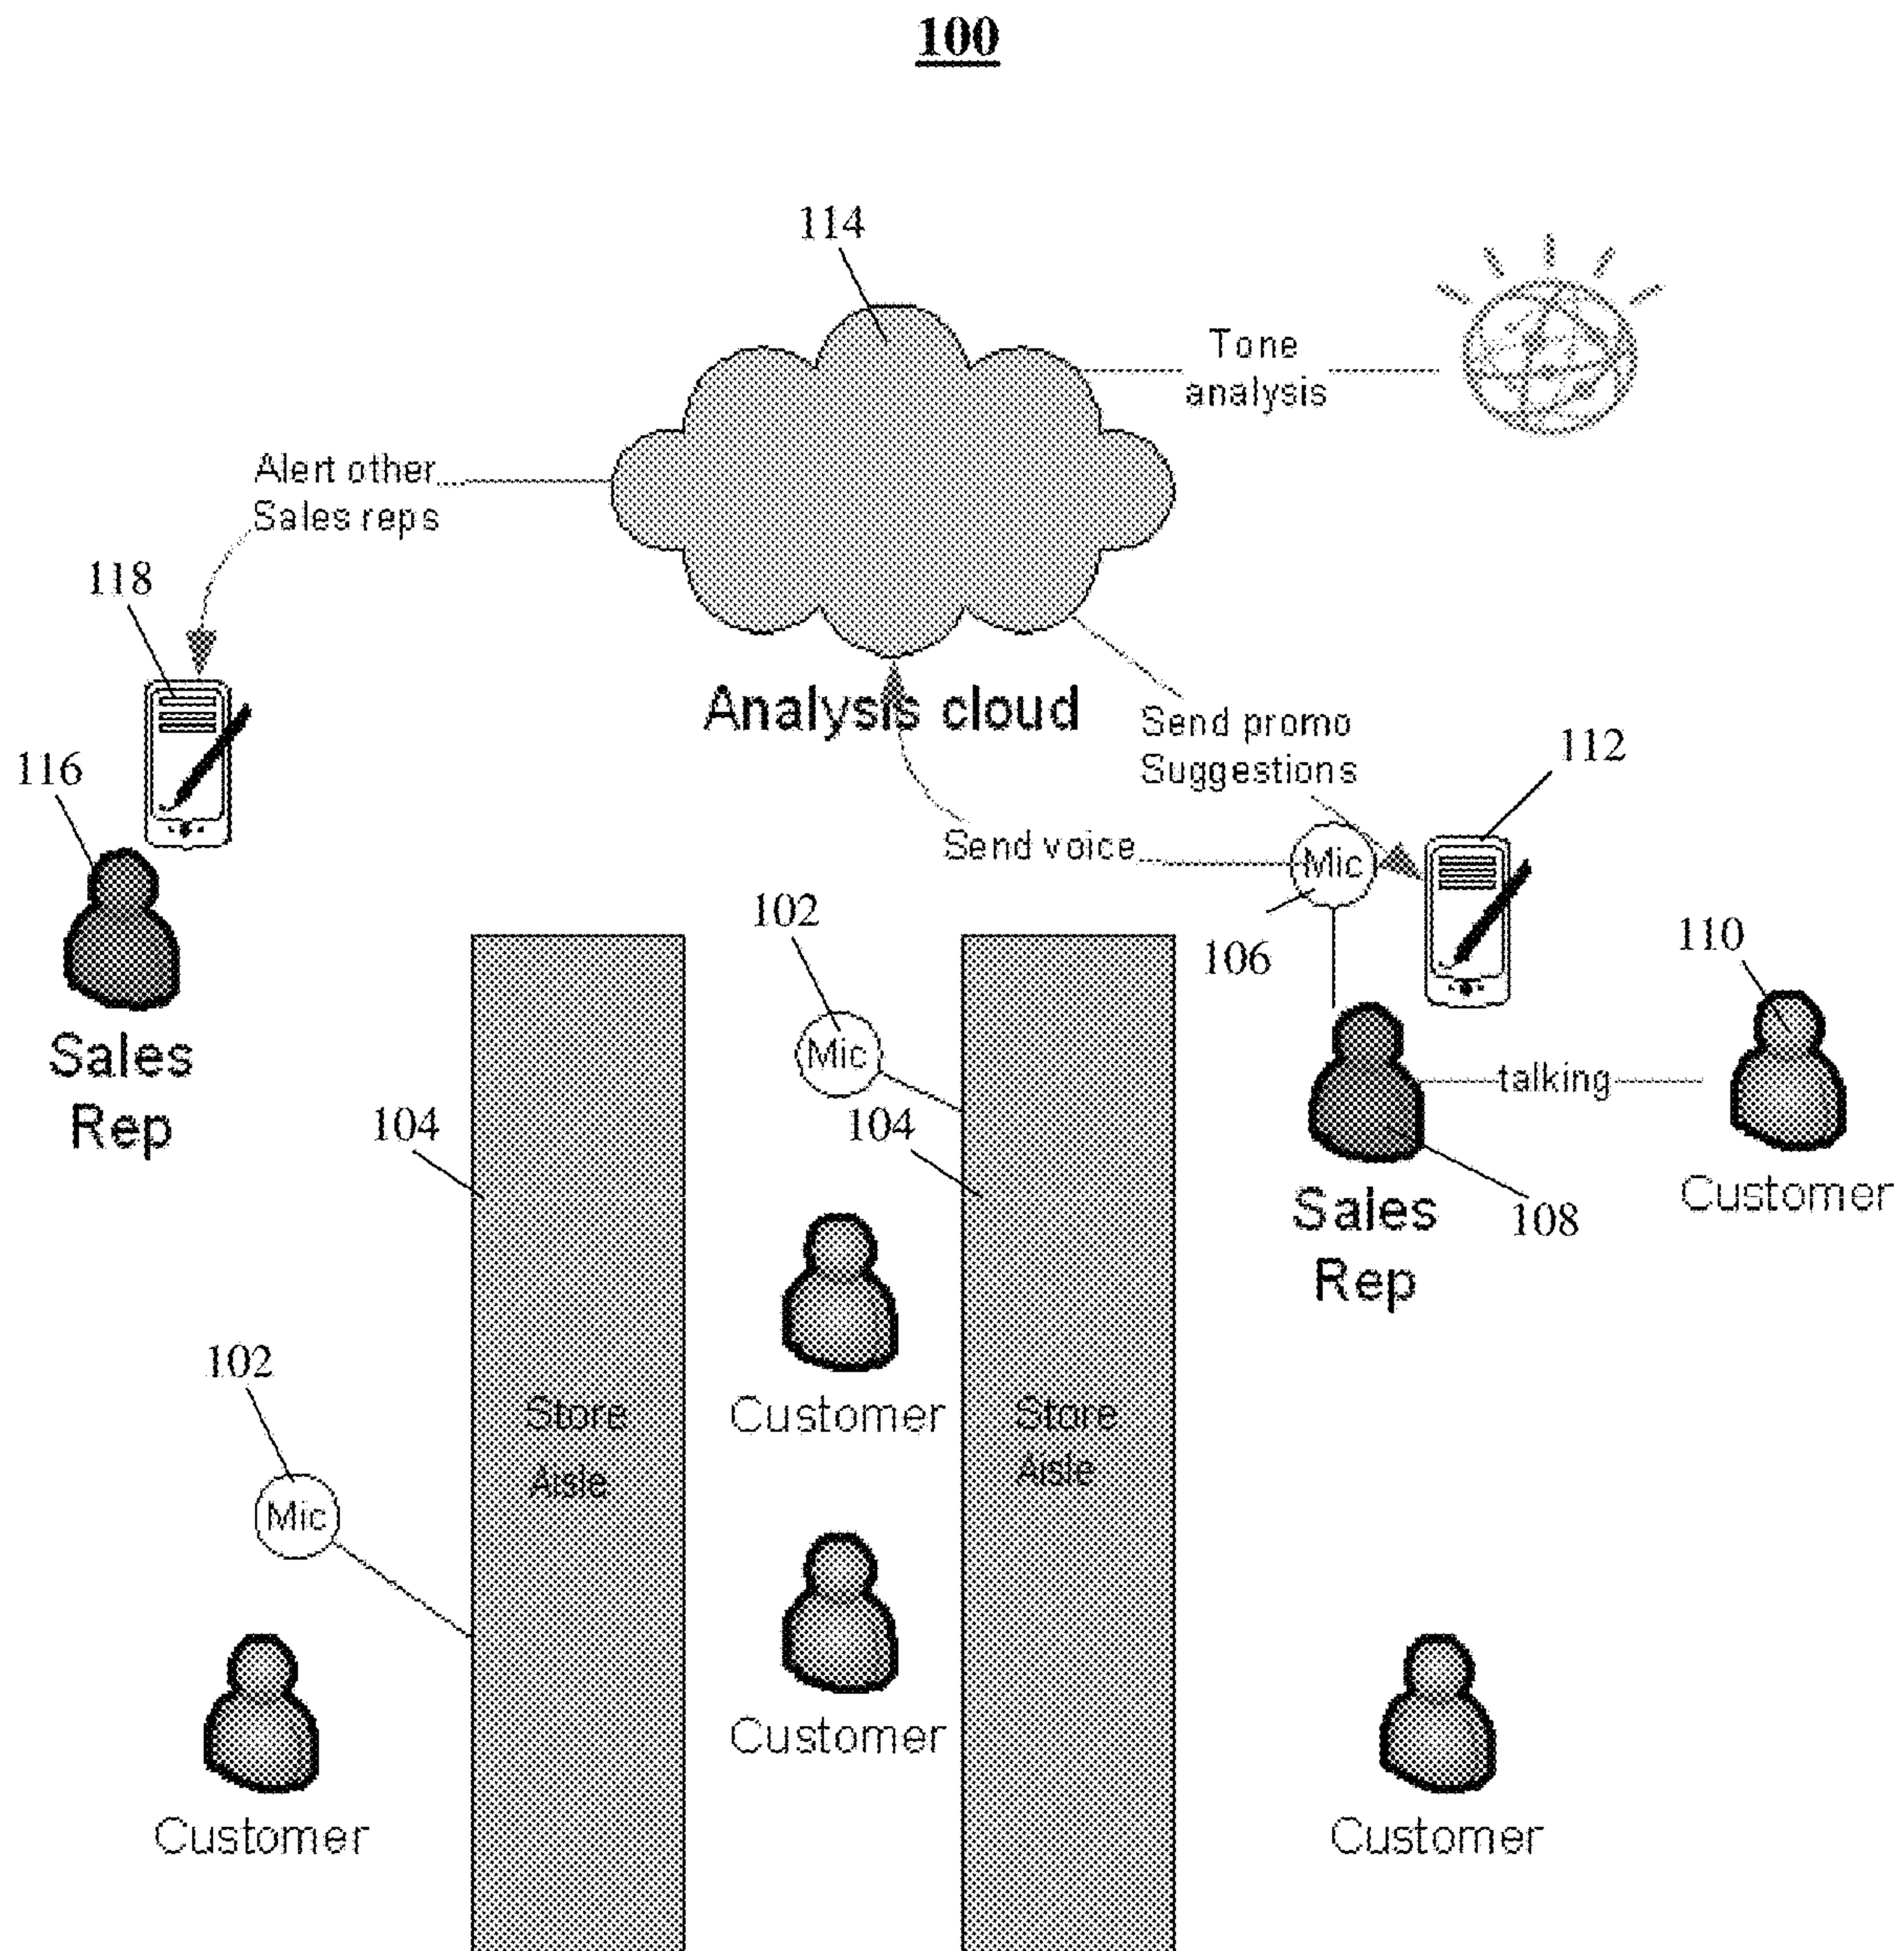 100
114
Tone
analysis
Alert other
Sales reps
118
Analysis cloud
Send promo
Suggestions
112
116
Send voice
Mic
102
106
110
Mic
Sales
Rep
talking
104
104
Customer
Sales
Rep
108
102
Customer
Store
Aisle
Store
Aisle
Mic
Customer
Customer
Customer